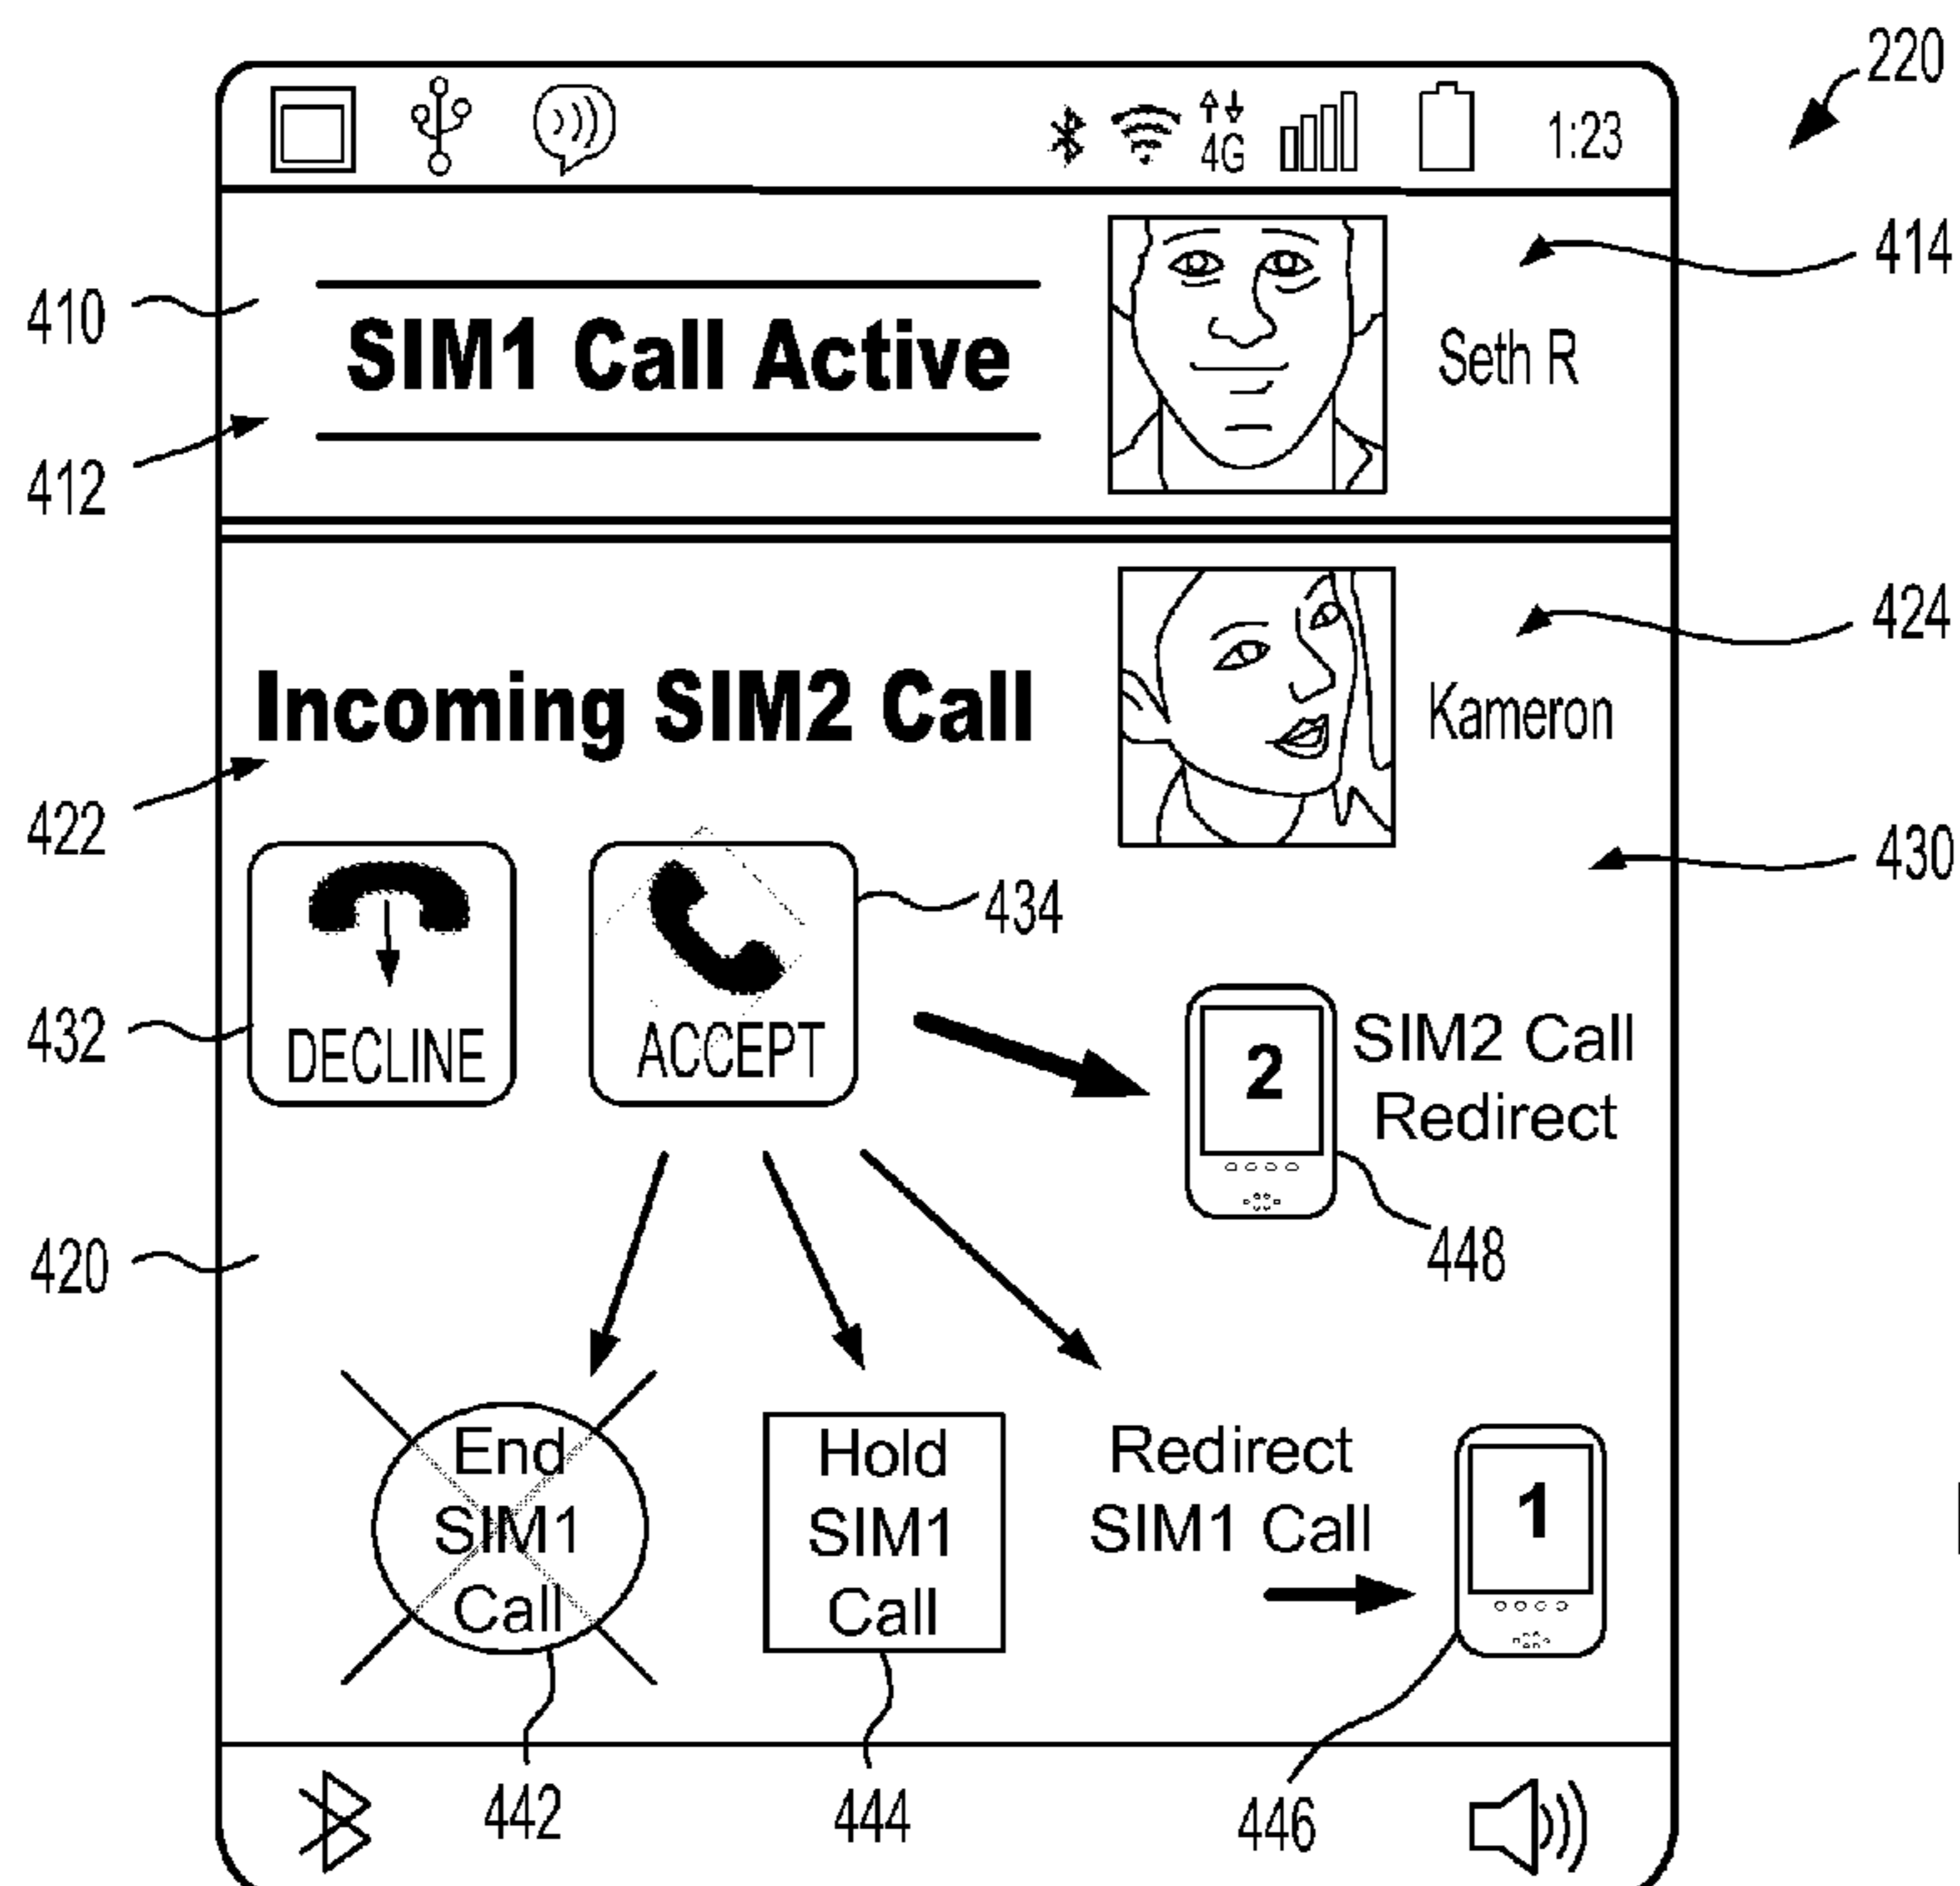 220
4G 1:23
414
410
SIM1 Call Active
Seth R
412
424
Incoming SIM2 Call
Kameron
422
430
434
432
DECLINE
ACCEPT
2
SIM2 Call
Redirect
448
420
End
SIM1
Call
Hold
SIM1
Call
Redirect
SIM1 Call
1
442
444
446